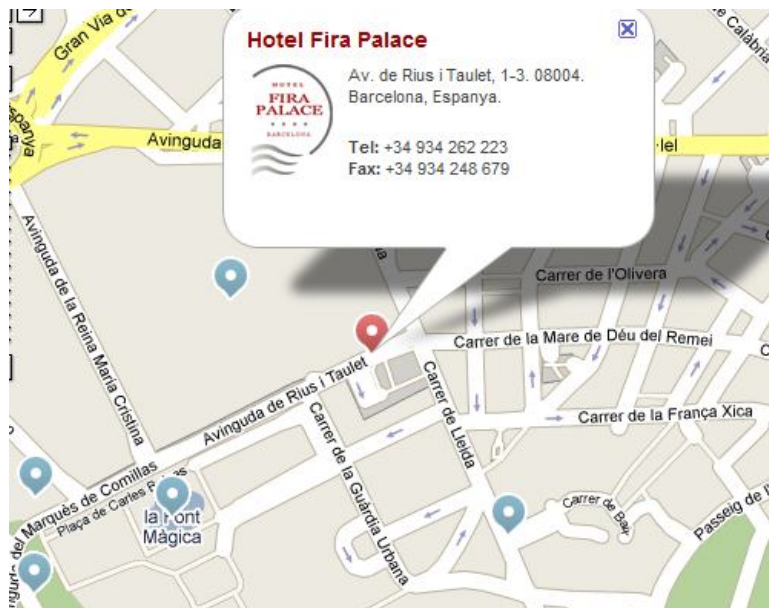 Gran Via de
Carrer de Calàbria
Hotel Fira Palace
HOTEL
FIRA
PALACE
BARCELONA
Av. de Rius i Taulet, 1-3. 08004.
Barcelona, Espanya.
Tel: +34 934 262 223
Fax: +34 934 248 679
Espanya
Avinguda
·lel
Avinguda de la Reina Maria Cristina
Carrer de l'Olivera
Carrer de la Mare de Déu del Remei
Avinguda de Rius i Taulet
Carrer de Lleida
Carrer de la França Xica
Carrer de la Guàrdia Urbana
del Marquès de Comillas
Plaça de Carles
la Font
Màgica
Carrer de
Passeig de